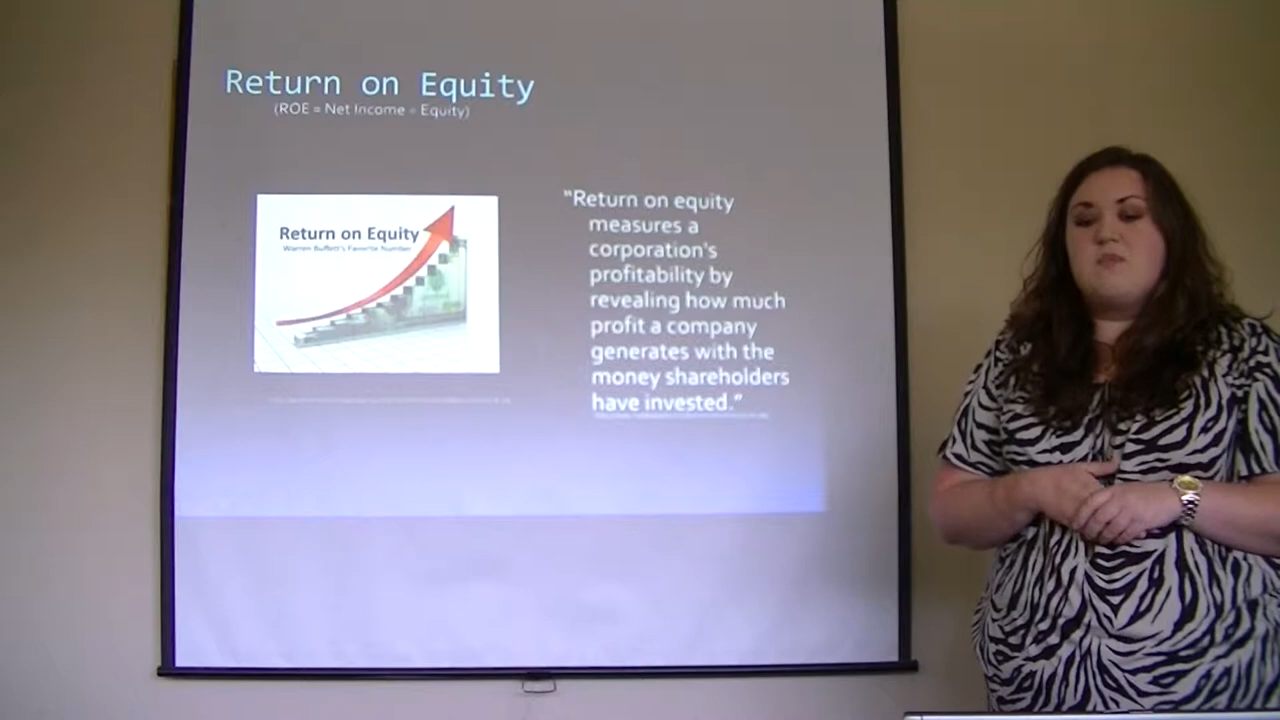 Return on Equity
(ROE = Net Income ÷ Equity)
Return on Equity
Warren Buffett's Favorite Number
"Return on equity
measures a
corporation's
profitability by
revealing how much
profit a company
generates with the
money shareholders
have invested."